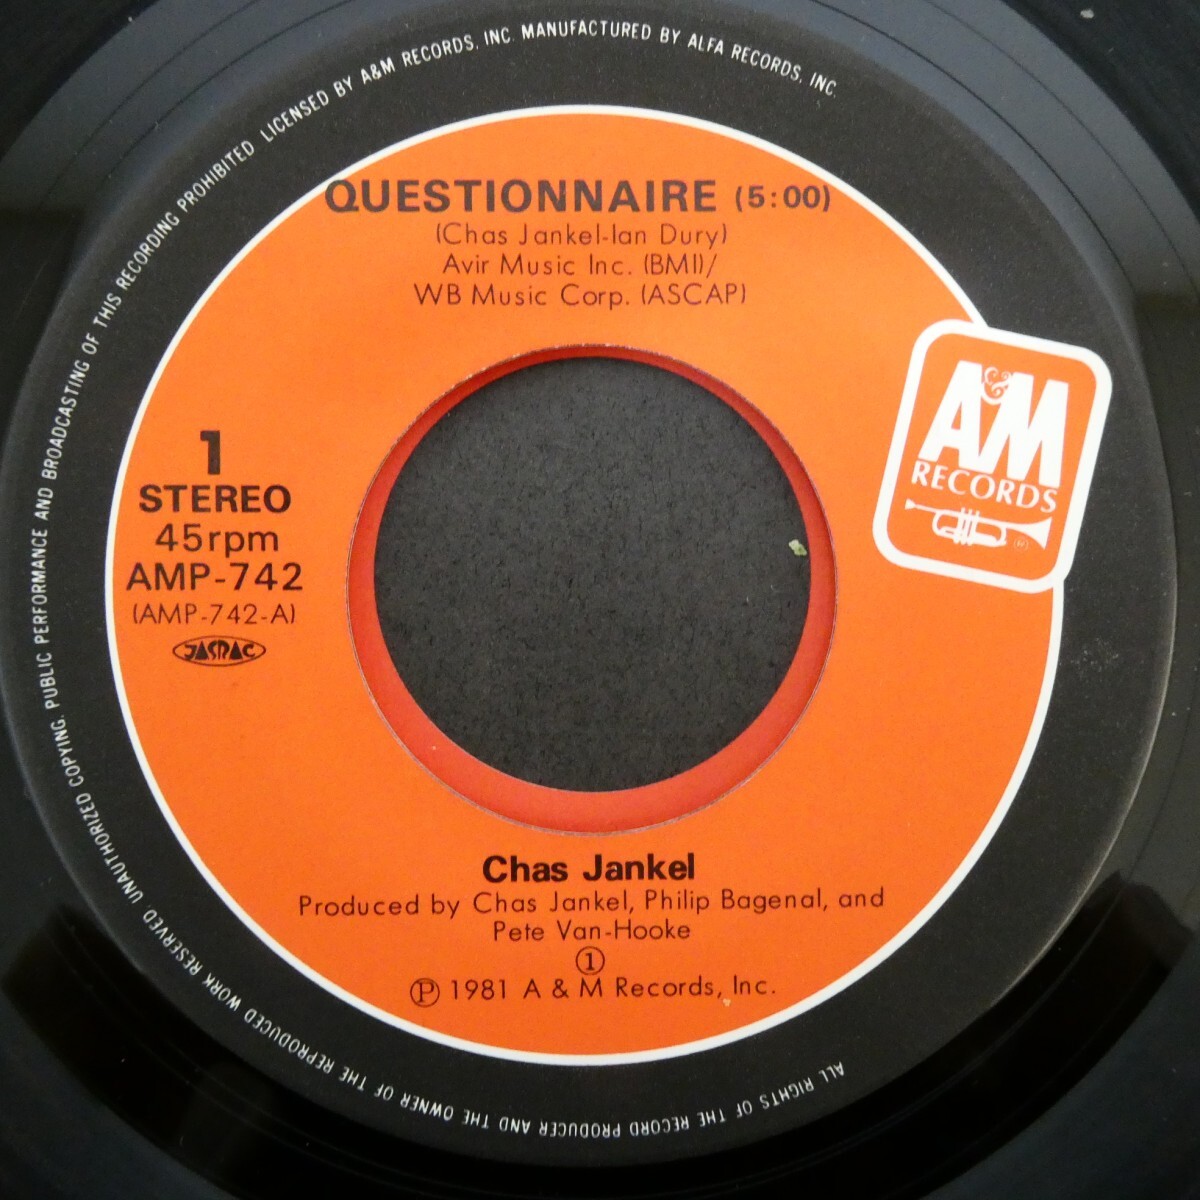 ALL RIGHTS OF THE RECORD PRODUCER AND THE OWNER OF THE REPRODUCED WORK RESERVED. UNAUTHORIZED COPYING, PUBLIC PERFORMANCE AND BROADCASTING OF THIS RECORDING PROHIBITED LICENSED BY A&M RECORDS, INC. MANUFACTURED BY ALFA RECORDS, INC.
QUESTIONNAIRE (5:00)
(Chas Jankel-Ian Dury)
Avir Music Inc. (BMI)/
WB Music Corp. (ASCAP)
A&M
RECORDS
®
1
STEREO
45rpm
AMP-742
(AMP-742-A)
JASRAC
Chas Jankel
Produced by Chas Jankel, Philip Bagenal, and
Pete Van-Hooke
①
Ⓟ 1981 A & M Records, Inc.